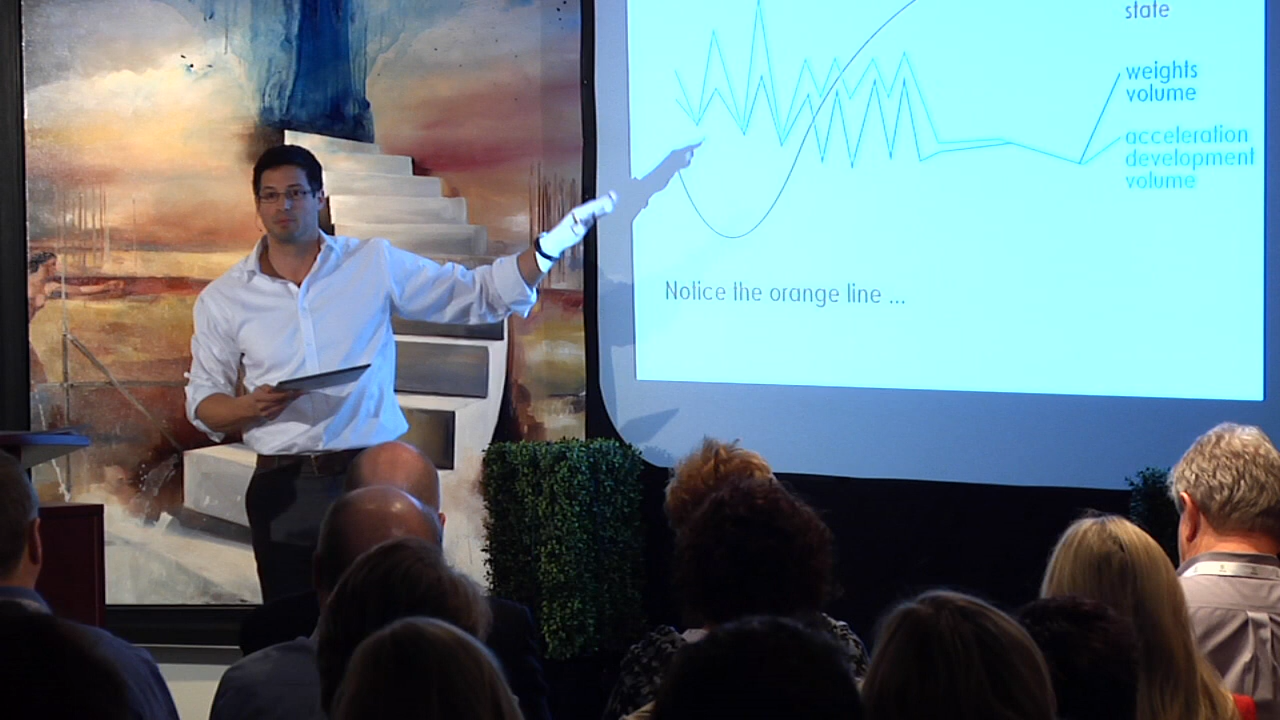 state
weights
volume
acceleration
development
volume
Notice the orange line ...